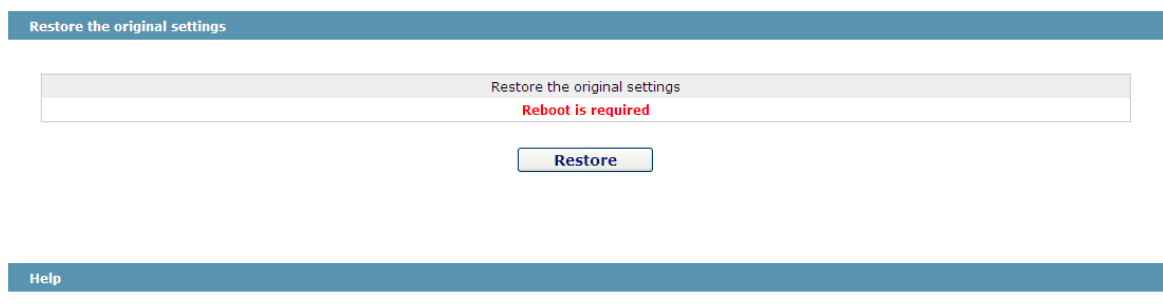 Restore the original settings
Restore the original settings
Reboot is required
Restore
Help